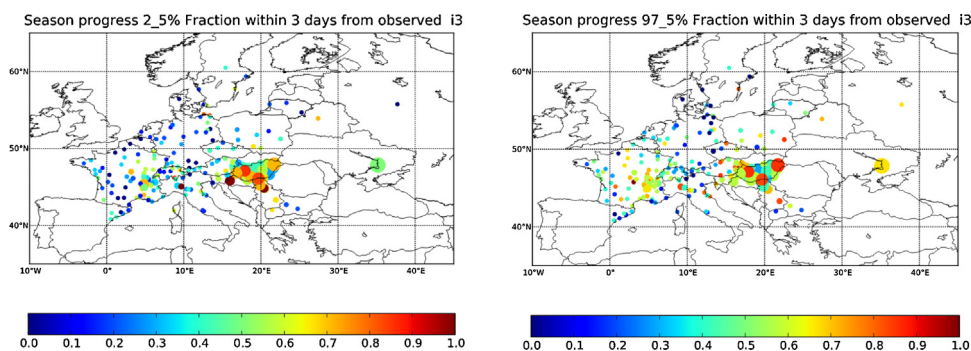 Season progress 2_5% Fraction within 3 days from observed i3
60°N
50°N
40°N
10°W 0° 10°E 20°E 30°E 40°E
0.0 0.1 0.2 0.3 0.4 0.5 0.6 0.7 0.8 0.9 1.0
Season progress 97_5% Fraction within 3 days from observed i3
60°N
50°N
40°N
10°W 0° 10°E 20°E 30°E 40°E
0.0 0.1 0.2 0.3 0.4 0.5 0.6 0.7 0.8 0.9 1.0